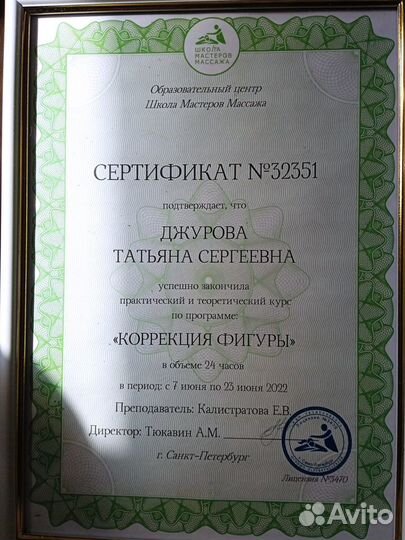 ШКОЛА
МАСТЕРОВ
МАССАЖА
Образовательный центр
Школа Мастеров Массажа
СЕРТИФИКАТ №32351
подтверждает, что
ДЖУРОВА
ТАТЬЯНА СЕРГЕЕВНА
успешно закончила
практический и теоретический курс
по программе:
«КОРРЕКЦИЯ ФИГУРЫ»
в объеме 24 часов
в период: с 7 июня по 23 июня 2022
Преподаватель: Калистратова Е.В.
Директор: Тюкавин А.М.
г. Санкт-Петербург
Лицензия №3470
Avito